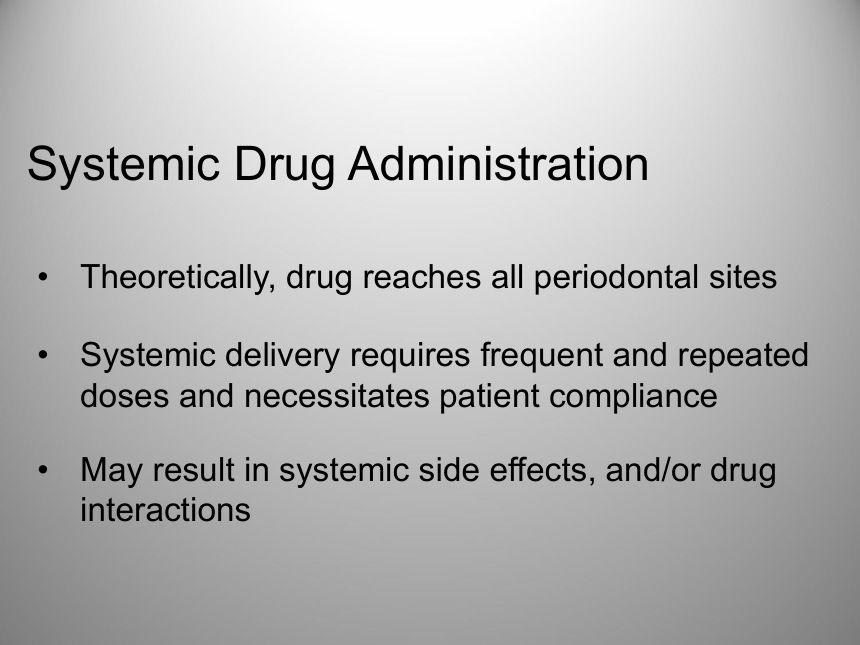 Systemic Drug Administration
• Theoretically, drug reaches all periodontal sites
• Systemic delivery requires frequent and repeated
doses and necessitates patient compliance
• May result in systemic side effects, and/or drug
interactions